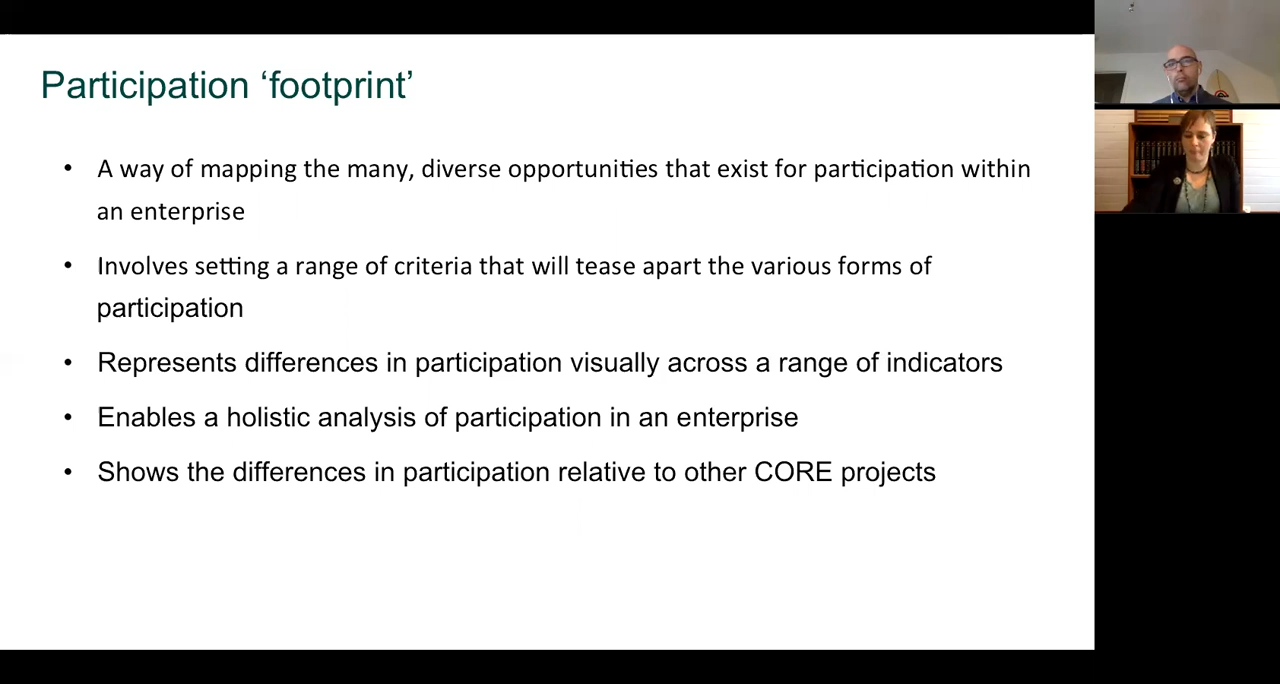 Participation ‘footprint’
• A way of mapping the many, diverse opportunities that exist for participation within
an enterprise
• Involves setting a range of criteria that will tease apart the various forms of
participation
• Represents differences in participation visually across a range of indicators
• Enables a holistic analysis of participation in an enterprise
• Shows the differences in participation relative to other CORE projects